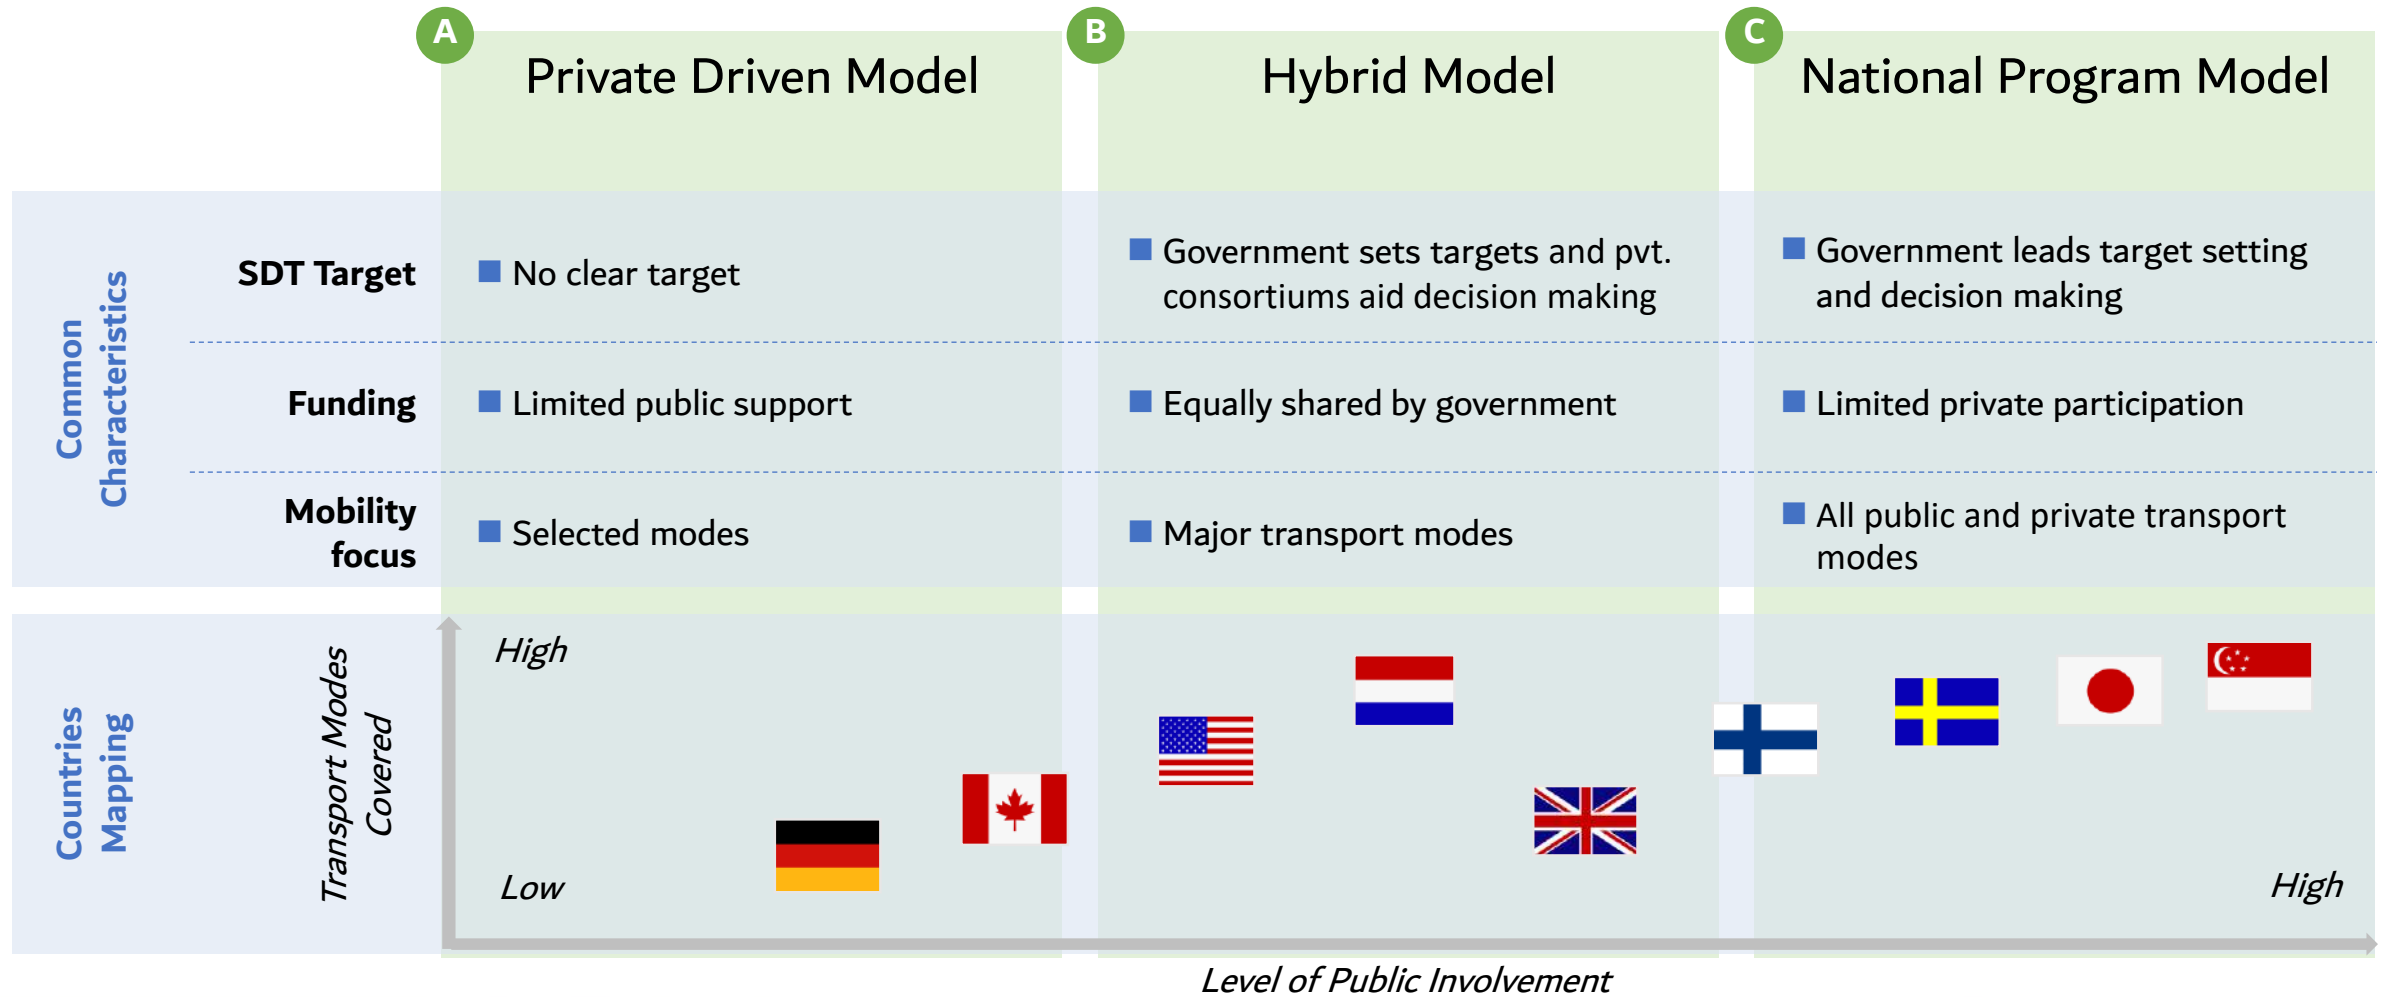 A
Private Driven Model
B
Hybrid Model
C
National Program Model
Common
Characteristics
SDT Target
No clear target
Government sets targets and pvt.
consortiums aid decision making
Government leads target setting
and decision making
Funding
Limited public support
Equally shared by government
Limited private participation
Mobility
focus
Selected modes
Major transport modes
All public and private transport
modes
Countries
Mapping
Transport Modes
Covered
High
Low
High
Level of Public Involvement